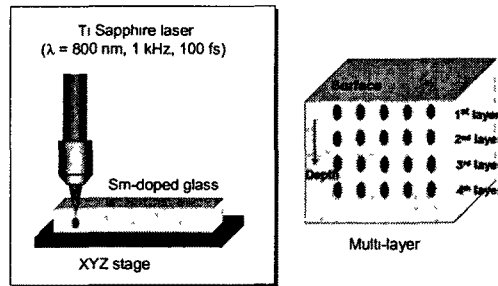 Ti Sapphire laser
(λ = 800 nm, 1 kHz, 100 fs)
Sm-doped glass
XYZ stage
Surface
1st layer
2nd layer
3rd layer
4th layer
Depth
Multi-layer